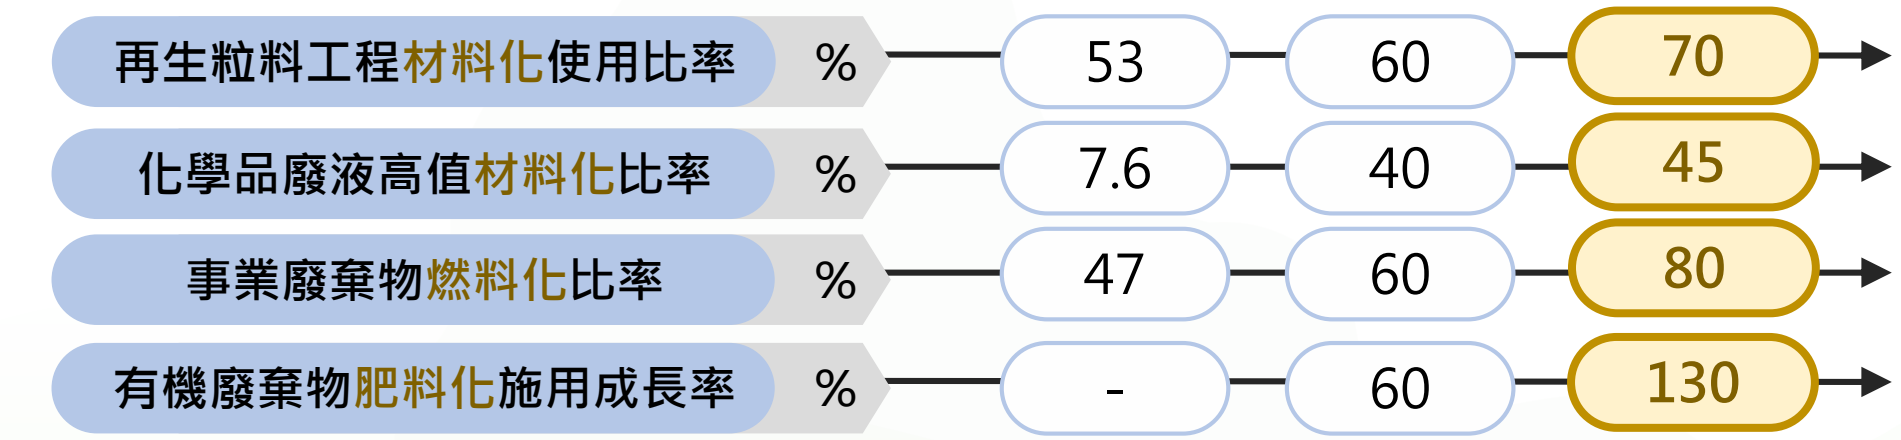 再生粒料工程材料化使用比率 % 53 60 70
化學品廢液高值材料化比率 % 7.6 40 45
事業廢棄物燃料化比率 % 47 60 80
有機廢棄物肥料化施用成長率 % - 60 130